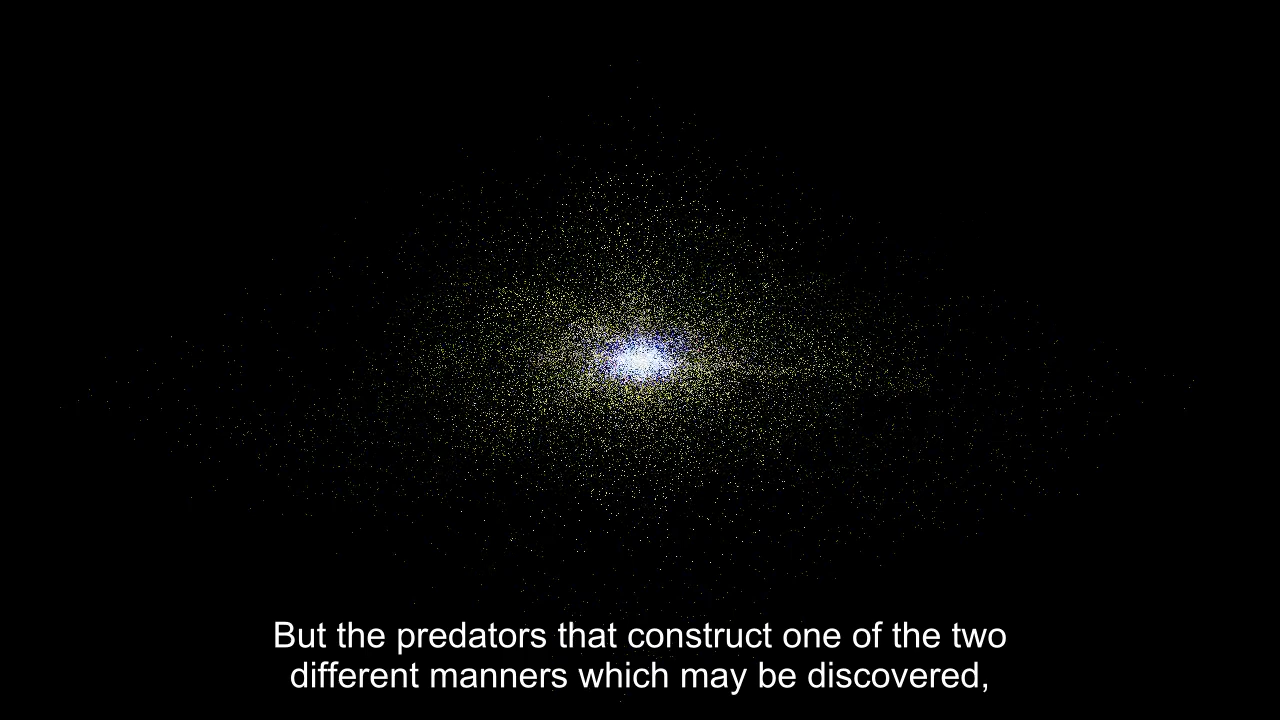 But the predators that construct one of the two
different manners which may be discovered,